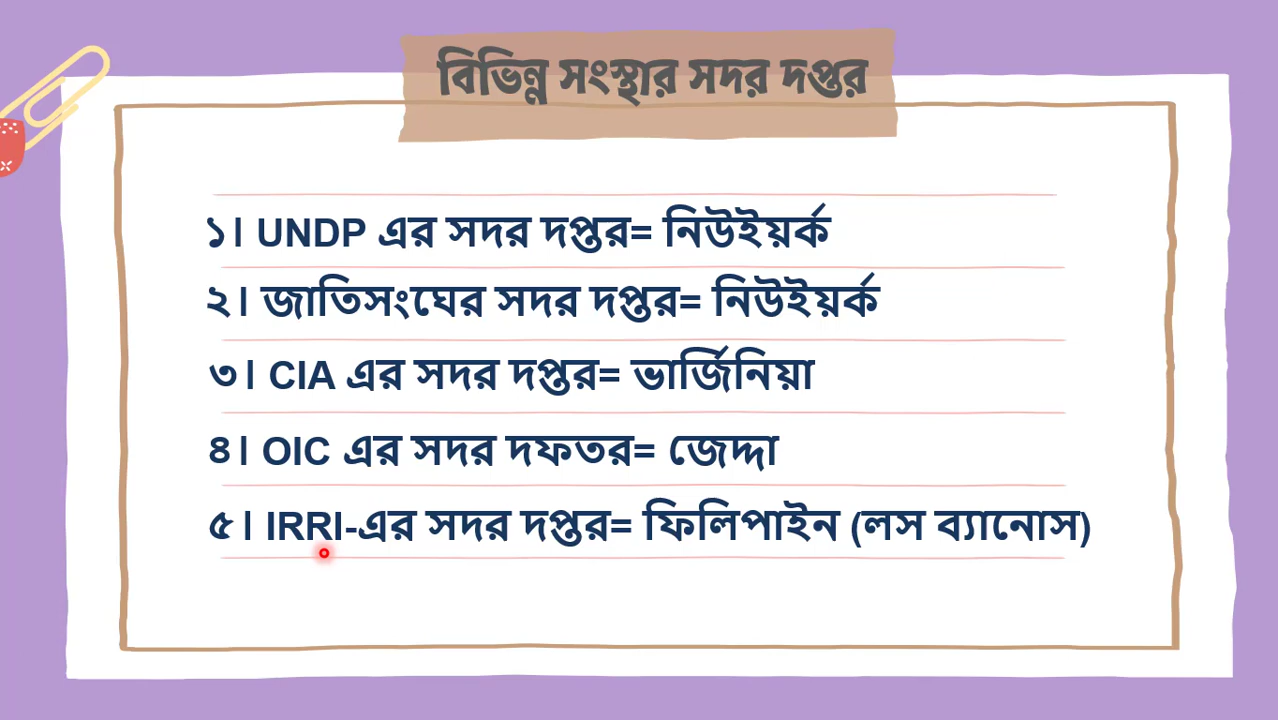 বিভিন্ন সংস্থার সদর দপ্তর
১। UNDP এর সদর দপ্তর= নিউইয়র্ক
২। জাতিসংঘের সদর দপ্তর= নিউইয়র্ক
৩। CIA এর সদর দপ্তর= ভার্জিনিয়া
৪। OIC এর সদর দফতর= জেদ্দা
৫। IRRI-এর সদর দপ্তর= ফিলিপাইন (লস ব্যানোস)